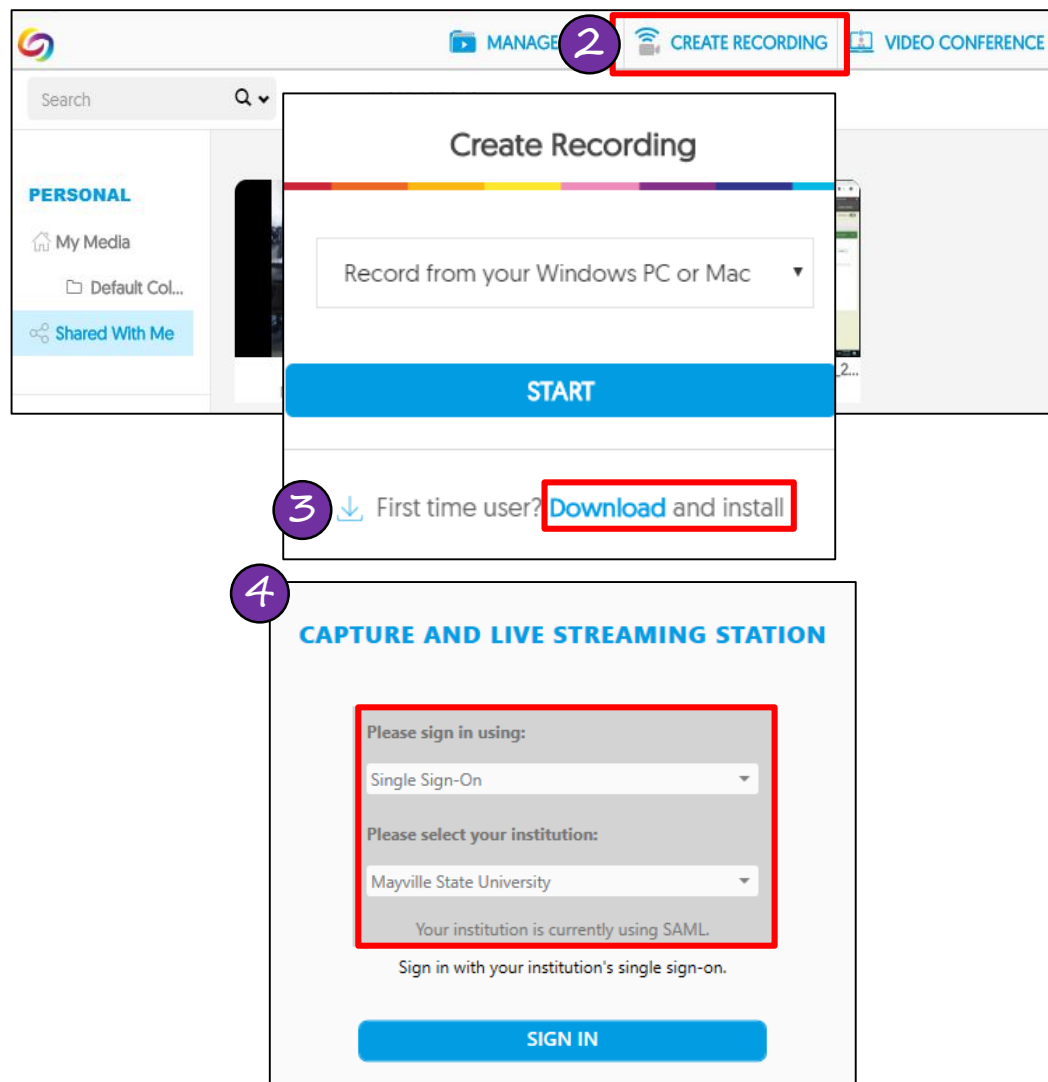 MANAGE
2
CREATE RECORDING
VIDEO CONFERENCE
Search
Create Recording
PERSONAL
My Media
Default Col...
Shared With Me
Record from your Windows PC or Mac
_2...
START
3
First time user? Download and install
4
CAPTURE AND LIVE STREAMING STATION
Please sign in using:
Single Sign-On
Please select your institution:
Mayville State University
Your institution is currently using SAML.
Sign in with your institution's single sign-on.
SIGN IN